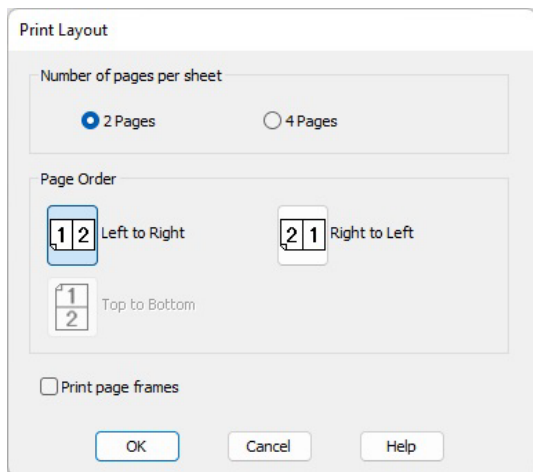 Print Layout
Number of pages per sheet
2 Pages 4 Pages
Page Order
1 2 Left to Right 2 1 Right to Left
1
2 Top to Bottom
Print page frames
OK Cancel Help